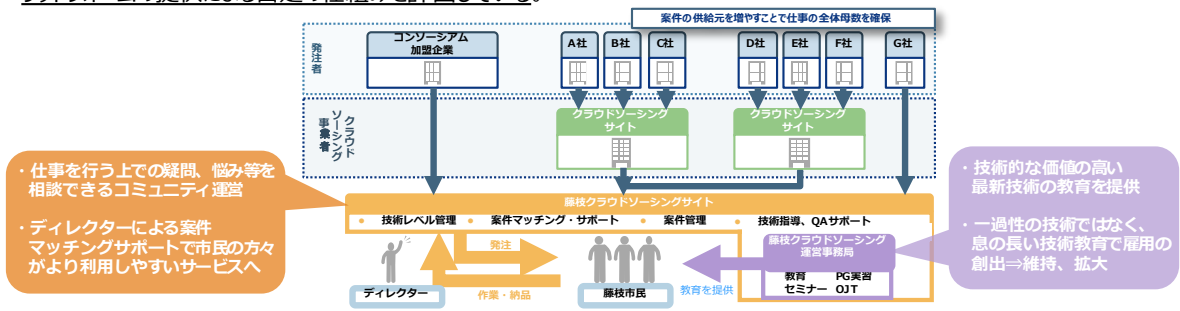 案件の供給元を増やすことで仕事の全体母数を確保
発注者
コンソーシアム
加盟企業
A社
B社
C社
D社
E社
F社
G社
クラウド
ソーシング
事業者
クラウドソーシング
サイト
クラウドソーシング
サイト
・仕事を行う上での疑問、悩み等を
相談できるコミュニティ運営
・ディレクターによる案件
マッチングサポートで市民の方々
がより利用しやすいサービスへ
藤枝クラウドソーシングサイト
● 技術レベル管理 ● 案件マッチング・サポート ● 案件管理 ● 技術指導、QAサポート
発注
作業・納品
ディレクター
藤枝市民
教育を提供
藤枝クラウドソーシング
運営事務局
教育 PG実習
セミナー OJT
・技術的な価値の高い
最新技術の教育を提供
・一過性の技術ではなく、
息の長い技術教育で雇用の
創出⇒維持、拡大